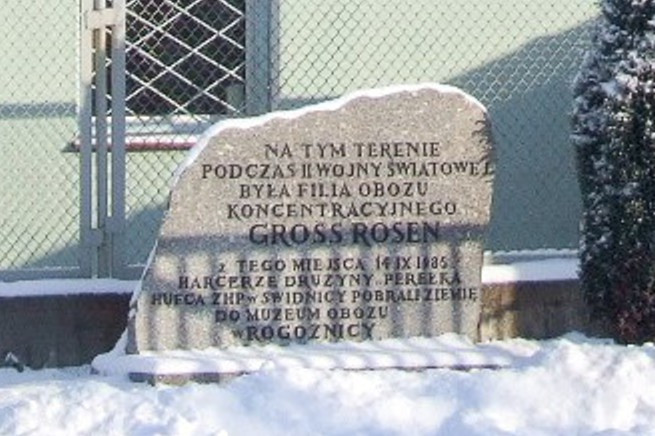 NA TYM TERENIE
PODCZAS II WOJNY ŚWIATOWEJ
BYŁA FILIA OBOZU
KONCENTRACYJNEGO
GROSS ROSEN
z TEGO MIEJSCA 14 IX 1985
HARCERZE DRUŻYNY „PEREŁKA
HUFCA ZHP w ŚWIDNICY POBRALI ZIEMIĘ
DO MUZEUM OBOZU
w ROGOŹNICY